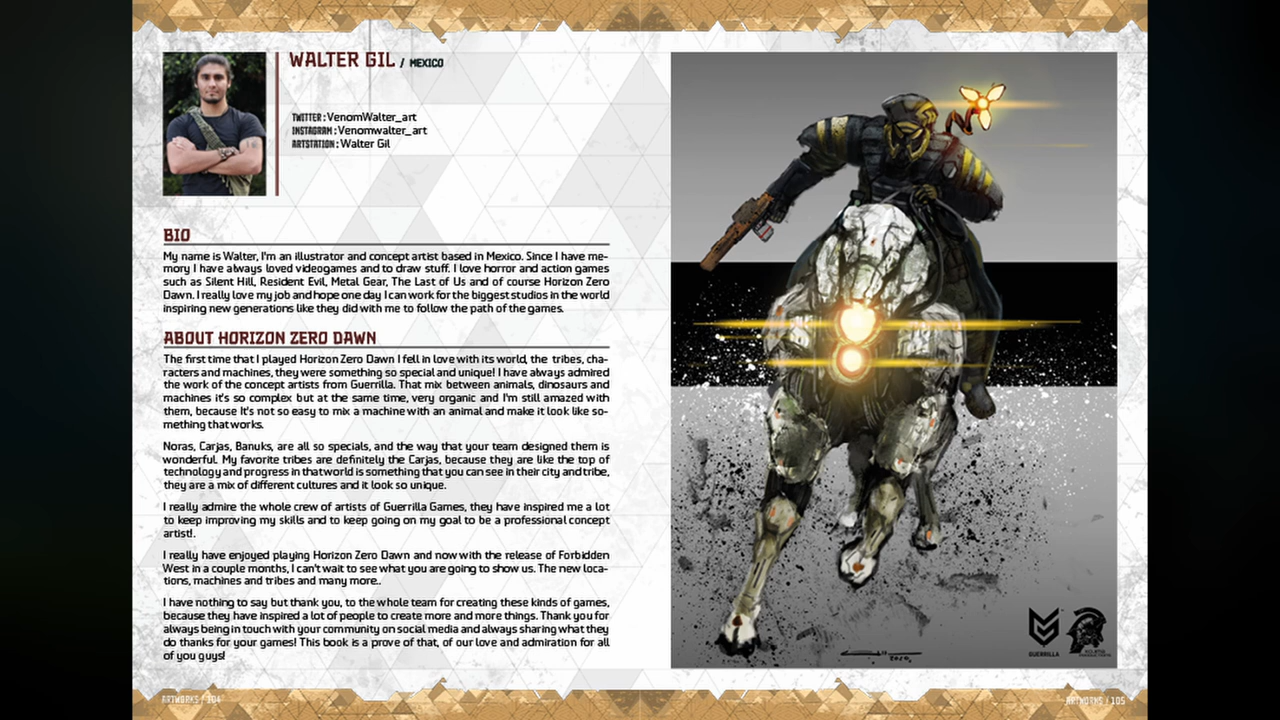 WALTER GIL / MEXICO
TWITTER : VenomWalter_art
INSTAGRAM : Venomwalter_art
ARTSTATION : Walter Gil
BIO
My name is Walter, I'm an illustrator and concept artist based in Mexico. Since I have me-
mory I have always loved videogames and to draw stuff. I love horror and action games
such as Silent Hill, Resident Evil, Metal Gear, The Last of Us and of course Horizon Zero
Dawn. I really love my job and hope one day I can work for the biggest studios in the world
inspiring new generations like they did with me to follow the path of the games.
ABOUT HORIZON ZERO DAWN
The first time that I played Horizon Zero Dawn I fell in love with its world, the tribes, cha-
racters and machines, they were something so special and unique! I have always admired
the work of the concept artists from Guerrilla. That mix between animals, dinosaurs and
machines it's so complex but at the same time, very organic and I'm still amazed with
them, because It's not so easy to mix a machine with an animal and make it look like so-
mething that works.
Noras, Carjas, Banuks, are all so specials, and the way that your team designed them is
wonderful. My favorite tribes are definitely the Carjas, because they are like the top of
technology and progress in that world is something that you can see in their city and tribe,
they are a mix of different cultures and it look so unique.
I really admire the whole crew of artists of Guerrilla Games, they have inspired me a lot
to keep improving my skills and to keep going on my goal to be a professional concept
artist!.
I really have enjoyed playing Horizon Zero Dawn and now with the release of Forbidden
West in a couple months, I can't wait to see what you are going to show us. The new loca-
tions, machines and tribes and many more..
I have nothing to say but thank you, to the whole team for creating these kinds of games,
because they have inspired a lot of people to create more and more things. Thank you for
always being in touch with your community on social media and always sharing what they
do thanks for your games! This book is a prove of that, of our love and admiration for all
of you guys!
GUERRILLA
2020
ARTWORKS / 104
ARTWORKS / 105